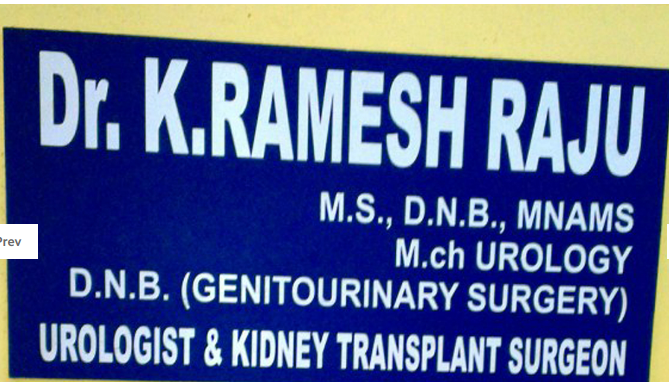 Dr. K.RAMESH RAJU
M.S., D.N.B., MNAMS
M.ch UROLOGY
Prev
D.N.B. (GENITOURINARY SURGERY)
UROLOGIST & KIDNEY TRANSPLANT SURGEON